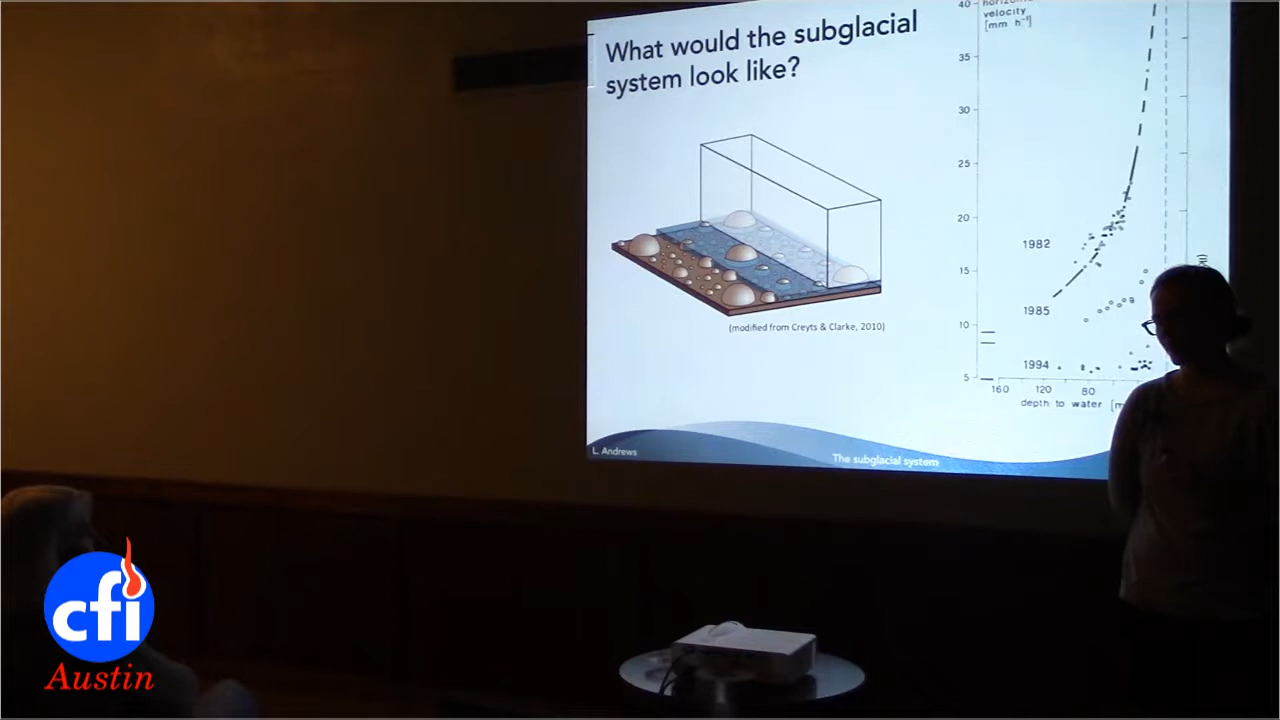 What would the subglacial
system look like?
(modified from Creyts & Clarke, 2010)
velocity
[mm h⁻¹]
40
35
30
25
20
15
10
5
1982
1985
1994
160 120 80
depth to water [m
L. Andrews
The subglacial system
cfi
Austin